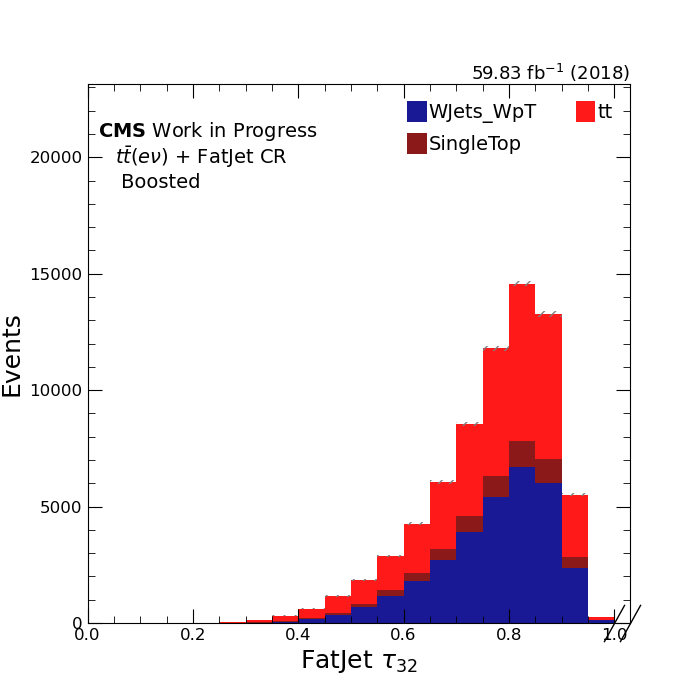 59.83 fb⁻¹ (2018)
WJets_WpT
tt
SingleTop
CMS Work in Progress
tt̄(eν) + FatJet CR
Boosted
20000
15000
10000
5000
0
Events
0.0 0.2 0.4 0.6 0.8 1.0
FatJet τ₃₂